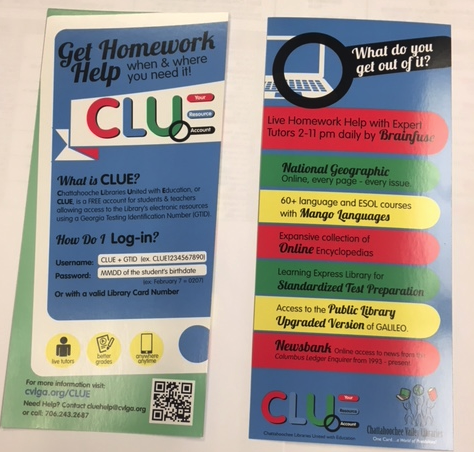 Get Homework
Help when & where
you need it!
CLUE
Your
Resource
Account
What is CLUE?
Chattahooche Libraries United with Education, or
CLUE, is a FREE account for students & teachers
allowing access to the library's electronic resources
using a Georgia Testing Identification Number (GTID).
How Do I Log-in?
Username: CLUE + GTID (ex. CLUE1234567890)
Password: MMDD of the student's birthdate
(ex: February 7 = 0207)
Or with a valid Library Card Number
live tutors
better
grades
anywhere
anytime
For more information visit:
cvlga.org/CLUE
Need Help? Contact cluehelp@cvlga.org
or call: 706.243.2687
What do you
get out of it?
Live Homework Help with Expert
Tutors 2-11 pm daily by Brainfuse
National Geographic
Online, every page - every issue.
60+ language and ESOL courses
with Mango Languages
Expansive collection of
Online Encyclopedias
Learning Express Library for
Standardized Test Preparation
Access to the Public Library
Upgraded Version of GALILEO.
Newsbank Online access to news from the
Columbus Ledger Enquirer from 1993 - present
CLUE
Your
Resource
Account
Chattahoochee Libraries United with Education
Chattahoochee Valley Libraries
One Card... a World of